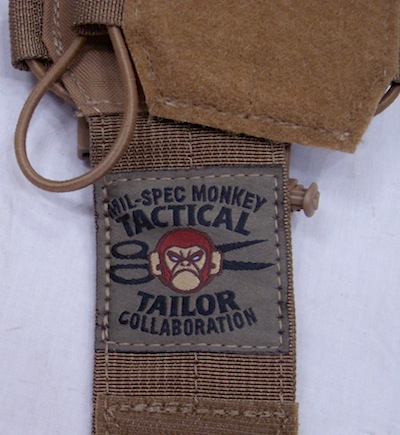 MIL-SPEC MONKEY
TACTICAL
TAILOR
COLLABORATION